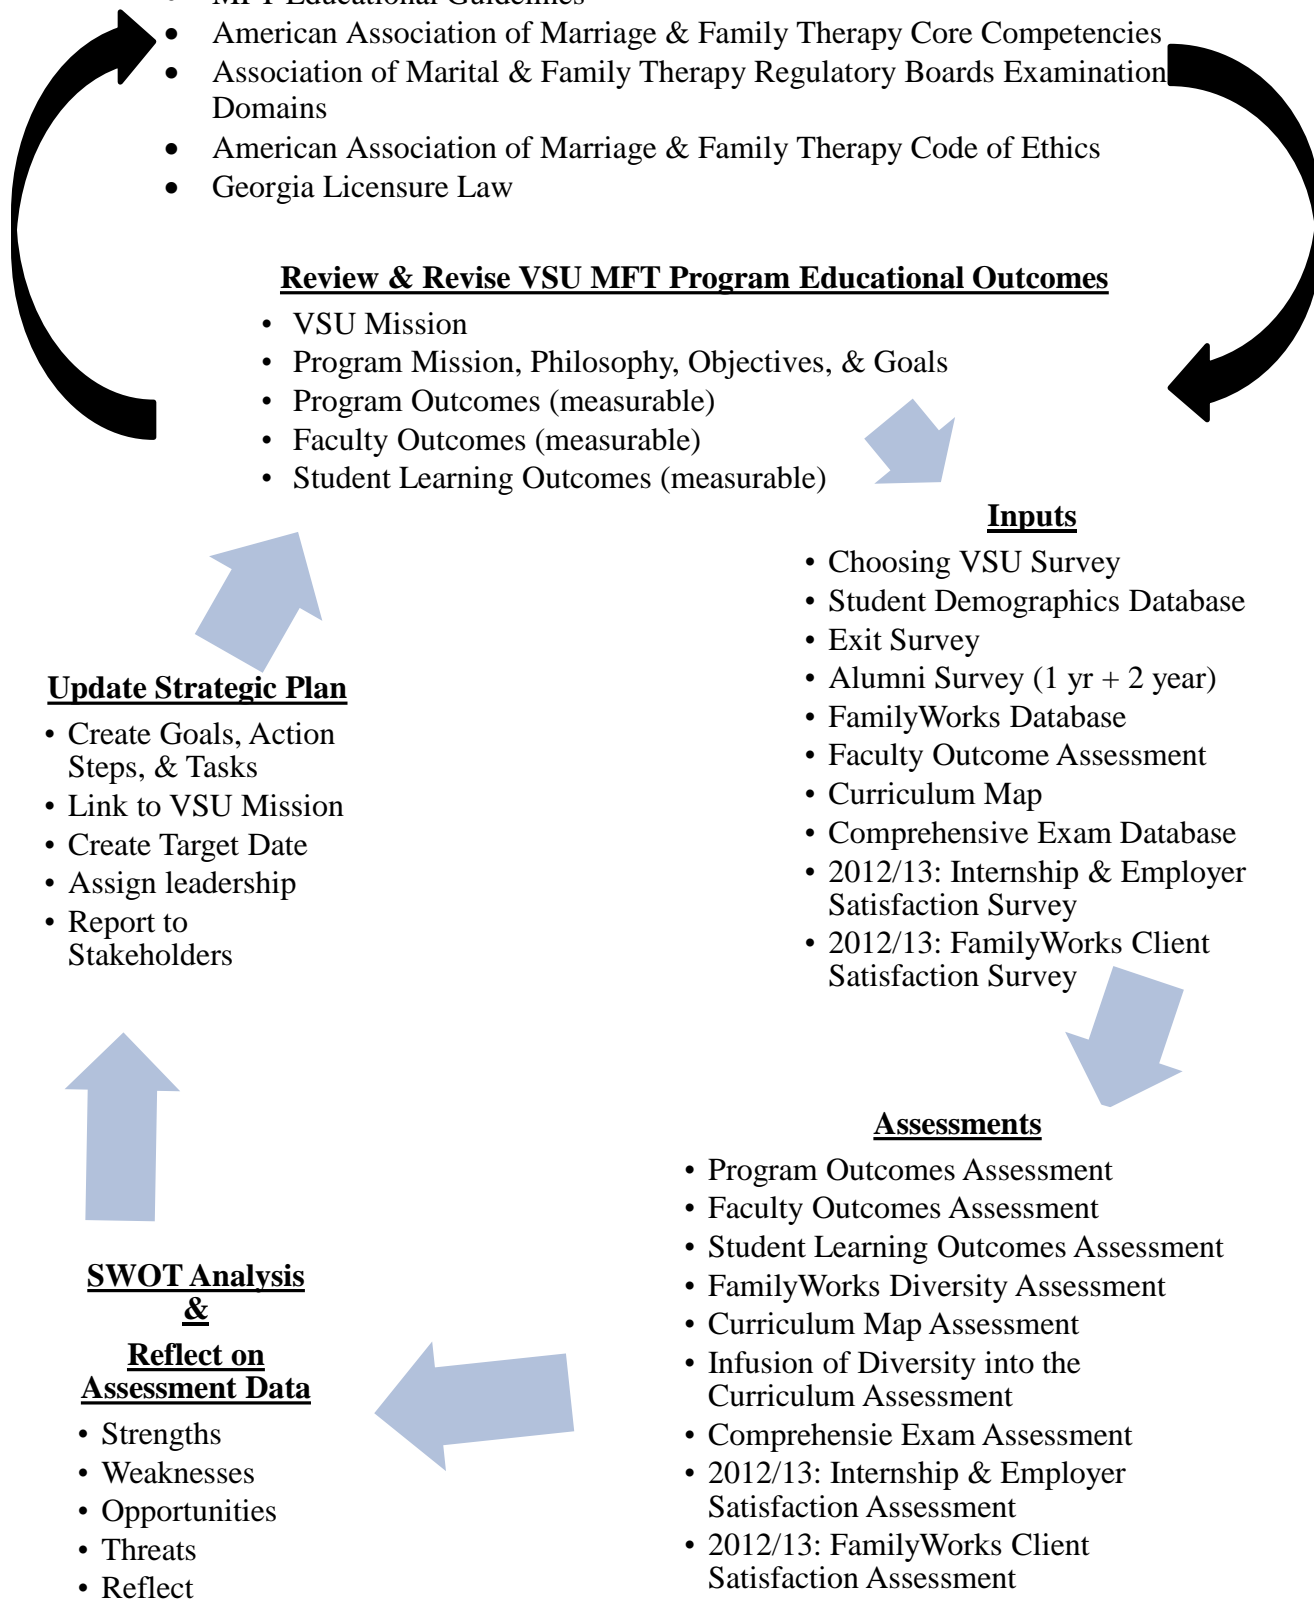 • MFT Educational Guidelines
• American Association of Marriage & Family Therapy Core Competencies
• Association of Marital & Family Therapy Regulatory Boards Examination
Domains
• American Association of Marriage & Family Therapy Code of Ethics
• Georgia Licensure Law
Review & Revise VSU MFT Program Educational Outcomes
• VSU Mission
• Program Mission, Philosophy, Objectives, & Goals
• Program Outcomes (measurable)
• Faculty Outcomes (measurable)
• Student Learning Outcomes (measurable)
Inputs
• Choosing VSU Survey
• Student Demographics Database
• Exit Survey
• Alumni Survey (1 yr + 2 year)
• FamilyWorks Database
• Faculty Outcome Assessment
• Curriculum Map
• Comprehensive Exam Database
• 2012/13: Internship & Employer
Satisfaction Survey
• 2012/13: FamilyWorks Client
Satisfaction Survey
Assessments
• Program Outcomes Assessment
• Faculty Outcomes Assessment
• Student Learning Outcomes Assessment
• FamilyWorks Diversity Assessment
• Curriculum Map Assessment
• Infusion of Diversity into the
Curriculum Assessment
• Comprehensie Exam Assessment
• 2012/13: Internship & Employer
Satisfaction Assessment
• 2012/13: FamilyWorks Client
Satisfaction Assessment
SWOT Analysis
&
Reflect on
Assessment Data
• Strengths
• Weaknesses
• Opportunities
• Threats
• Reflect
Update Strategic Plan
• Create Goals, Action
Steps, & Tasks
• Link to VSU Mission
• Create Target Date
• Assign leadership
• Report to
Stakeholders